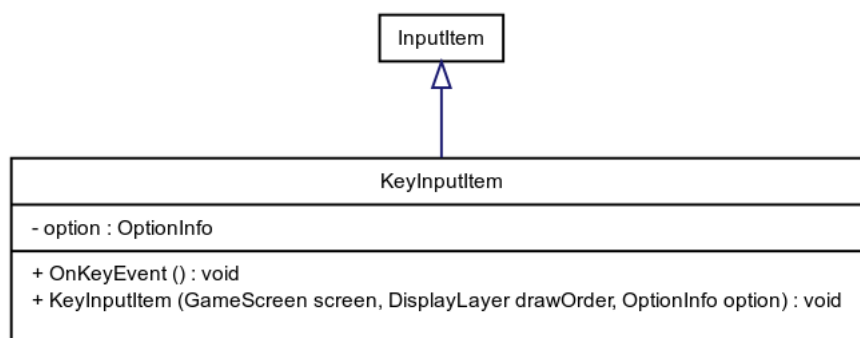 InputItem
KeyInputItem
- option : OptionInfo
+ OnKeyEvent () : void
+ KeyInputItem (GameScreen screen, DisplayLayer drawOrder, OptionInfo option) : void